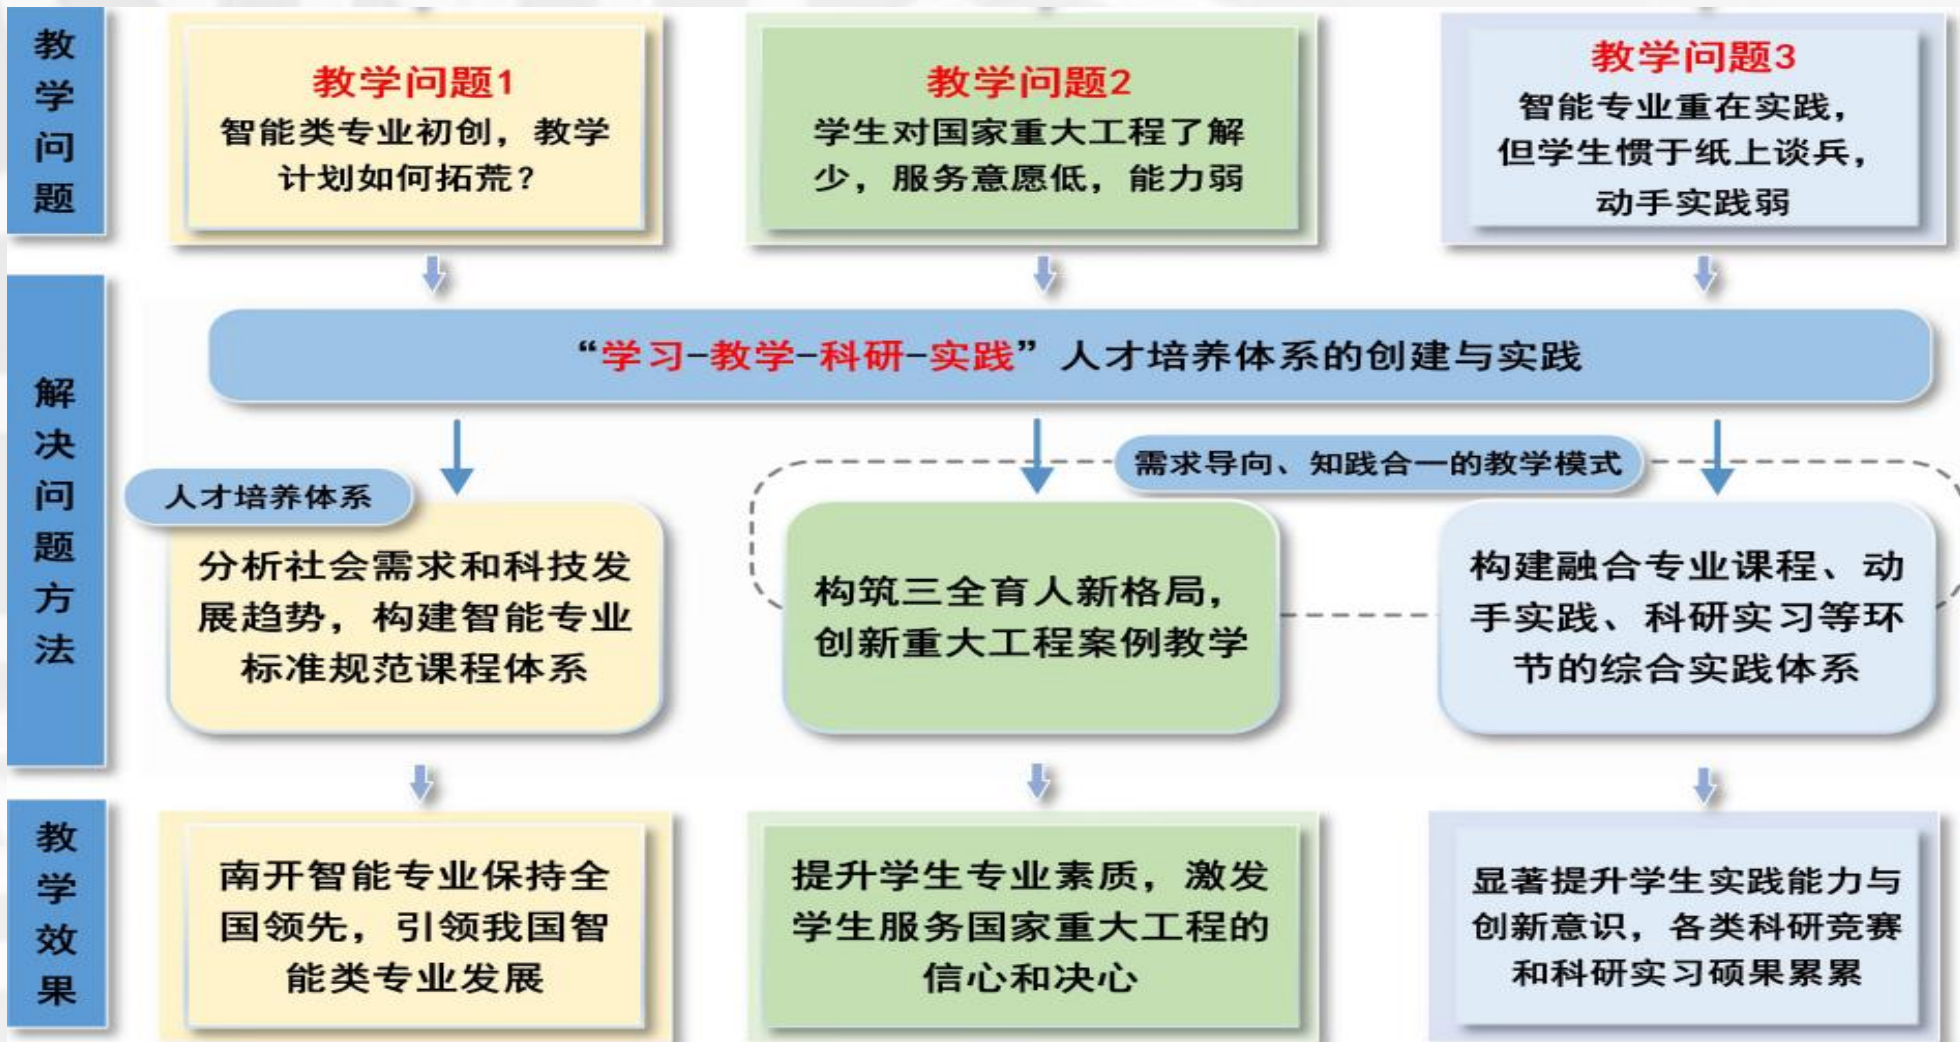 教学问题
教学问题1
智能类专业初创，教学
计划如何拓荒？
教学问题2
学生对国家重大工程了解
少，服务意愿低，能力弱
教学问题3
智能专业重在实践，
但学生惯于纸上谈兵，
动手实践弱
解决问题方法
“学习-教学-科研-实践”人才培养体系的创建与实践
人才培养体系
分析社会需求和科技发
展趋势，构建智能专业
标准规范课程体系
需求导向、知践合一的教学模式
构筑三全育人新格局，
创新重大工程案例教学
构建融合专业课程、动
手实践、科研实习等环
节的综合实践体系
教学效果
南开智能专业保持全
国领先，引领我国智
能类专业发展
提升学生专业素质，激发
学生服务国家重大工程的
信心和决心
显著提升学生实践能力与
创新意识，各类科研竞赛
和科研实习硕果累累